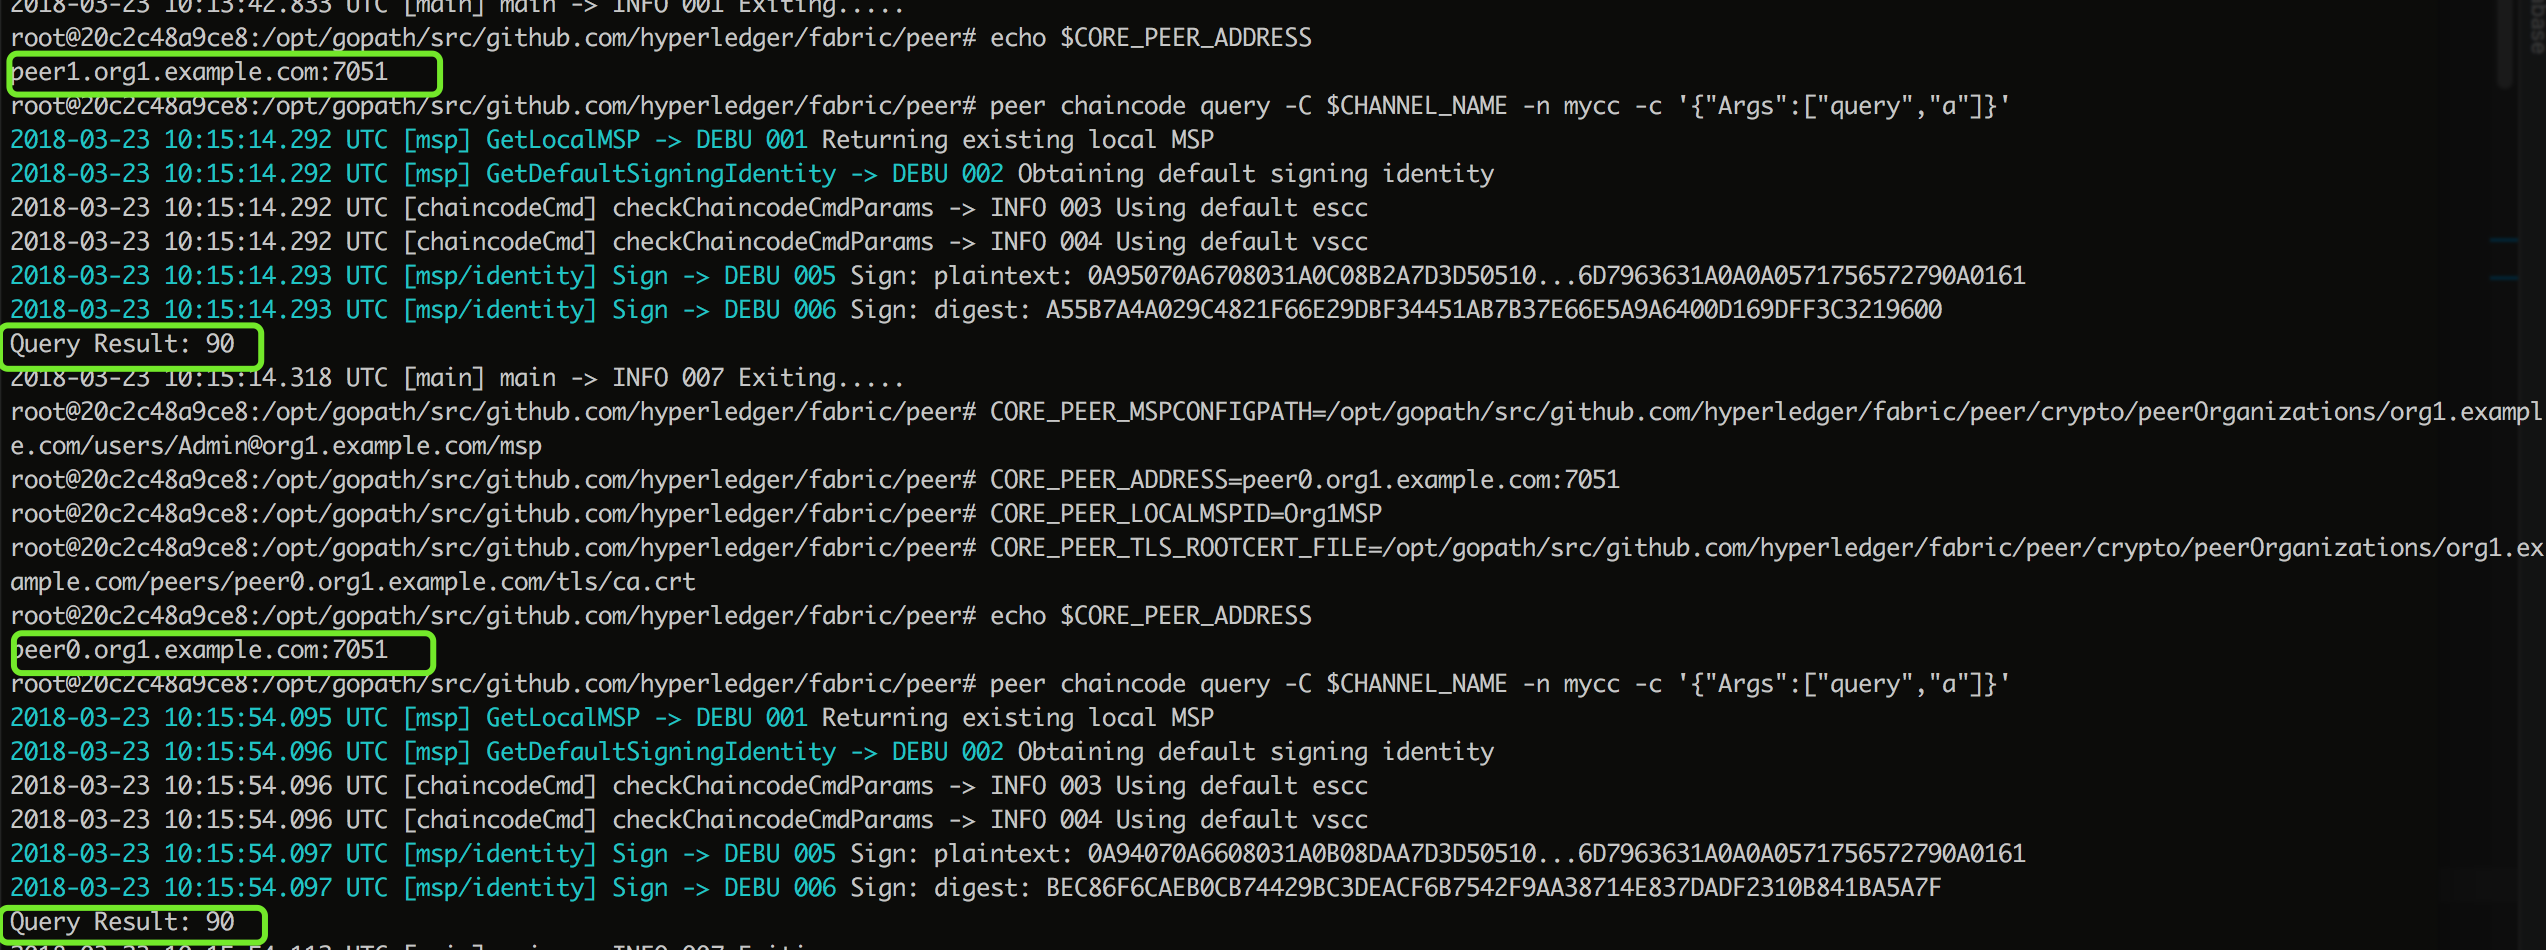 2018-03-23 10:13:42.833 UTC [main] main -> INFO 001 Exiting.....
root@20c2c48a9ce8:/opt/gopath/src/github.com/hyperledger/fabric/peer# echo $CORE_PEER_ADDRESS
peer1.org1.example.com:7051
root@20c2c48a9ce8:/opt/gopath/src/github.com/hyperledger/fabric/peer# peer chaincode query -C $CHANNEL_NAME -n mycc -c '{"Args":["query","a"]}'
2018-03-23 10:15:14.292 UTC [msp] GetLocalMSP -> DEBU 001 Returning existing local MSP
2018-03-23 10:15:14.292 UTC [msp] GetDefaultSigningIdentity -> DEBU 002 Obtaining default signing identity
2018-03-23 10:15:14.292 UTC [chaincodeCmd] checkChaincodeCmdParams -> INFO 003 Using default escc
2018-03-23 10:15:14.292 UTC [chaincodeCmd] checkChaincodeCmdParams -> INFO 004 Using default vscc
2018-03-23 10:15:14.293 UTC [msp/identity] Sign -> DEBU 005 Sign: plaintext: 0A95070A6708031A0C08B2A7D3D50510...6D7963631A0A0A0571756572790A0161
2018-03-23 10:15:14.293 UTC [msp/identity] Sign -> DEBU 006 Sign: digest: A55B7A4A029C4821F66E29DBF34451AB7B37E66E5A9A6400D169DFF3C3219600
Query Result: 90
2018-03-23 10:15:14.318 UTC [main] main -> INFO 007 Exiting.....
root@20c2c48a9ce8:/opt/gopath/src/github.com/hyperledger/fabric/peer# CORE_PEER_MSPCONFIGPATH=/opt/gopath/src/github.com/hyperledger/fabric/peer/crypto/peerOrganizations/org1.exampl
e.com/users/Admin@org1.example.com/msp
root@20c2c48a9ce8:/opt/gopath/src/github.com/hyperledger/fabric/peer# CORE_PEER_ADDRESS=peer0.org1.example.com:7051
root@20c2c48a9ce8:/opt/gopath/src/github.com/hyperledger/fabric/peer# CORE_PEER_LOCALMSPID=Org1MSP
root@20c2c48a9ce8:/opt/gopath/src/github.com/hyperledger/fabric/peer# CORE_PEER_TLS_ROOTCERT_FILE=/opt/gopath/src/github.com/hyperledger/fabric/peer/crypto/peerOrganizations/org1.ex
ample.com/peers/peer0.org1.example.com/tls/ca.crt
root@20c2c48a9ce8:/opt/gopath/src/github.com/hyperledger/fabric/peer# echo $CORE_PEER_ADDRESS
peer0.org1.example.com:7051
root@20c2c48a9ce8:/opt/gopath/src/github.com/hyperledger/fabric/peer# peer chaincode query -C $CHANNEL_NAME -n mycc -c '{"Args":["query","a"]}'
2018-03-23 10:15:54.095 UTC [msp] GetLocalMSP -> DEBU 001 Returning existing local MSP
2018-03-23 10:15:54.096 UTC [msp] GetDefaultSigningIdentity -> DEBU 002 Obtaining default signing identity
2018-03-23 10:15:54.096 UTC [chaincodeCmd] checkChaincodeCmdParams -> INFO 003 Using default escc
2018-03-23 10:15:54.096 UTC [chaincodeCmd] checkChaincodeCmdParams -> INFO 004 Using default vscc
2018-03-23 10:15:54.097 UTC [msp/identity] Sign -> DEBU 005 Sign: plaintext: 0A94070A6608031A0B08DAA7D3D50510...6D7963631A0A0A0571756572790A0161
2018-03-23 10:15:54.097 UTC [msp/identity] Sign -> DEBU 006 Sign: digest: BEC86F6CAEB0CB74429BC3DEACF6B7542F9AA38714E837DADF2310B841BA5A7F
Query Result: 90